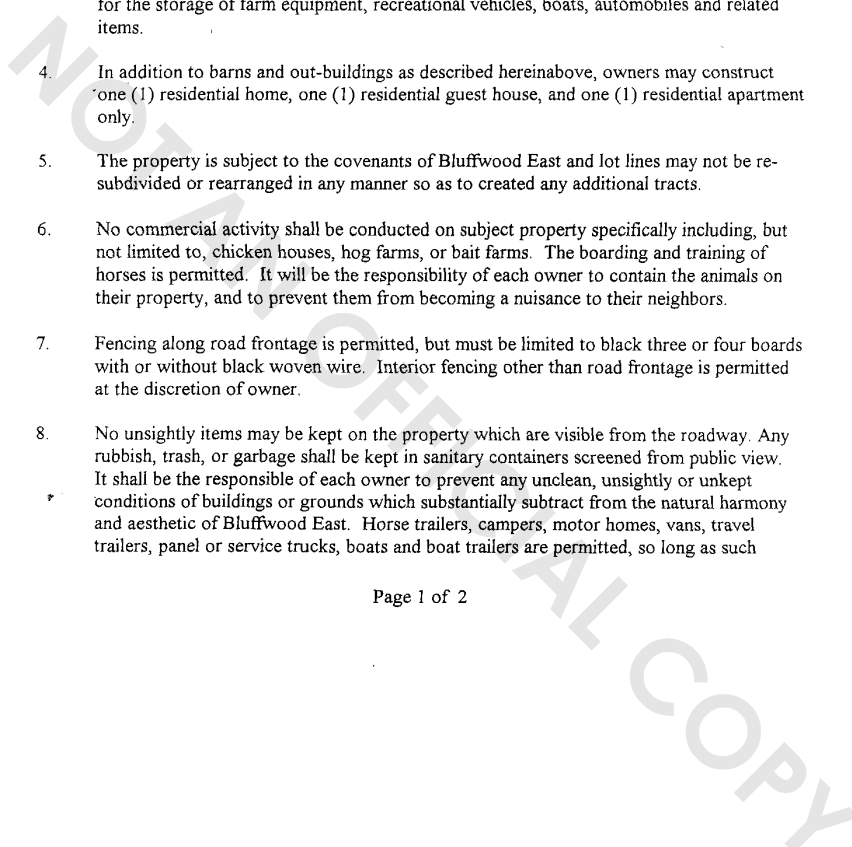 for the storage of farm equipment, recreational vehicles, boats, automobiles and related
items.
4. In addition to barns and out-buildings as described hereinabove, owners may construct
one (1) residential home, one (1) residential guest house, and one (1) residential apartment
only.
5. The property is subject to the covenants of Bluffwood East and lot lines may not be re-
subdivided or rearranged in any manner so as to created any additional tracts.
6. No commercial activity shall be conducted on subject property specifically including, but
not limited to, chicken houses, hog farms, or bait farms. The boarding and training of
horses is permitted. It will be the responsibility of each owner to contain the animals on
their property, and to prevent them from becoming a nuisance to their neighbors.
7. Fencing along road frontage is permitted, but must be limited to black three or four boards
with or without black woven wire. Interior fencing other than road frontage is permitted
at the discretion of owner.
8. No unsightly items may be kept on the property which are visible from the roadway. Any
rubbish, trash, or garbage shall be kept in sanitary containers screened from public view.
It shall be the responsible of each owner to prevent any unclean, unsightly or unkept
conditions of buildings or grounds which substantially subtract from the natural harmony
and aesthetic of Bluffwood East. Horse trailers, campers, motor homes, vans, travel
trailers, panel or service trucks, boats and boat trailers are permitted, so long as such
Page 1 of 2
NOT AN OFFICIAL COPY